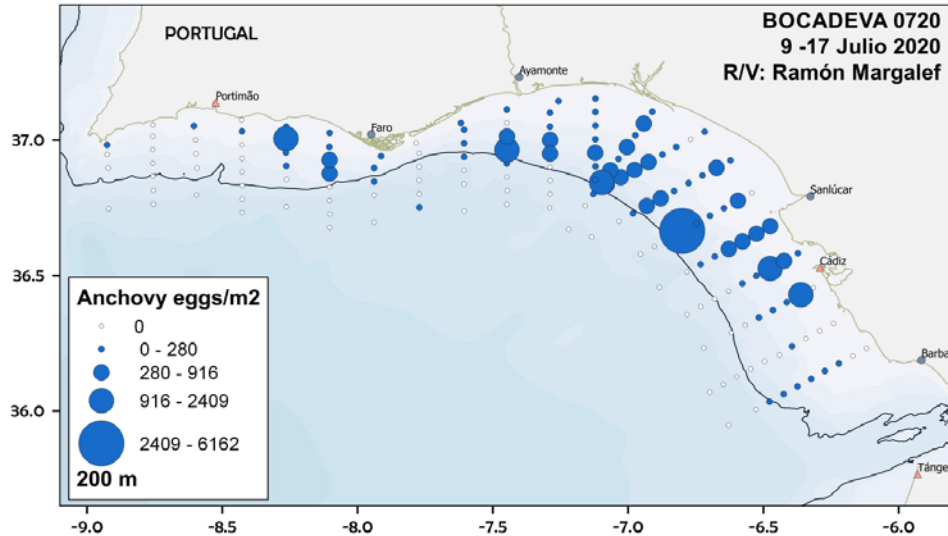 BOCADEVA 0720
9 -17 Julio 2020
R/V: Ramón Margalef
PORTUGAL
Ayamonte
Portimão
Faro
37.0
Sanlúcar
36.5
Cádiz
Barba
36.0
Tánge
Anchovy eggs/m2
0
0 - 280
280 - 916
916 - 2409
2409 - 6162
200 m
-9.0 -8.5 -8.0 -7.5 -7.0 -6.5 -6.0